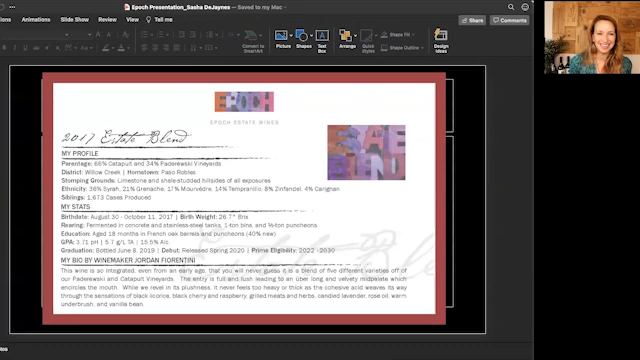 Epoch Presentation_Sasha DeJaynes — Saved to my Mac
Animations Slide Show Review View Tell me
Share Comments
Convert to SmartArt
Picture Shapes Text Box Arrange Quick Styles Shape Fill Shape Outline Design Ideas
EPOCH
EPOCH ESTATE WINES
2017 Estate Blend
MY PROFILE
Parentage: 66% Catapult and 34% Paderewski Vineyards
District: Willow Creek | Hometown: Paso Robles
Stomping Grounds: Limestone and shale-studded hillsides of all exposures
Ethnicity: 36% Syrah, 21% Grenache, 17% Mourvèdre, 14% Tempranillo, 8% Zinfandel, 4% Carignan
Siblings: 1,673 Cases Produced
MY STATS
Birthdate: August 30 - October 11, 2017 | Birth Weight: 26.7° Brix
Rearing: Fermented in concrete and stainless-steel tanks, 1-ton bins, and
Education: Aged 18 months in French oak barrels and puncheons (40% new)
GPA: 3.71 pH | 5.7 g/L TA | 15.5% Alc.
Graduation: Bottled June 8, 2019 | Debut: Released Spring 2020 | Prime Eligibility, 2022 - 2030
MY BIO BY WINEMAKER JORDAN FIORENTINI
This wine is so integrated, even from an early age, that you will never guess it is a blend of five different varieties off of
our Paderewski and Catapult Vineyards. The entry is full and lush leading to an über long and velvety midpalate which
encircles the mouth. While we revel in its plushness, it never feels too heavy or thick as the cohesive acid weaves its way
through the sensations of black licorice, black cherry and raspberry, grilled meats and herbs, candied lavender, rose oil, warm
underbrush, and vanilla bean.